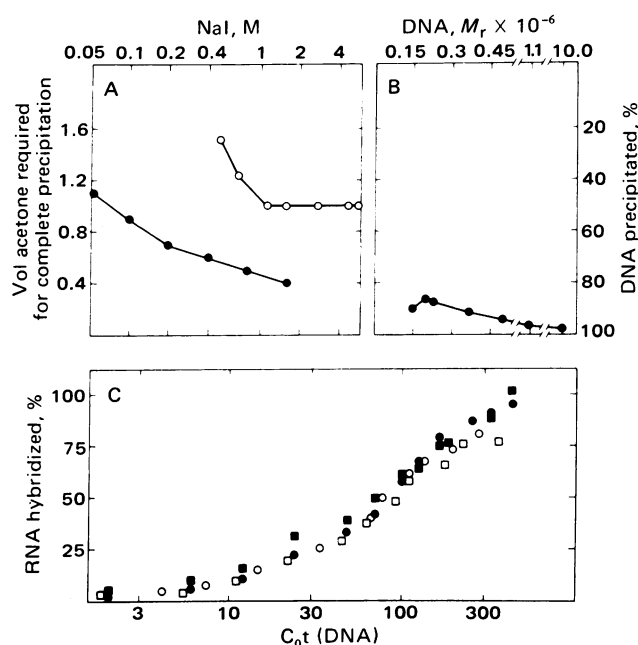 NaI, M
0.05 0.1 0.2 0.4 1 2 4
DNA, Mr X 10-6
0.15 0.3 0.45 1.1 10.0
A
B
Vol acetone required
for complete precipitation
1.6
1.2
0.8
0.4
20
40
50
80
100
DNA precipitated, %
C
RNA hybridized, %
100
75
50
25
3 10 30 100 300
Cot (DNA)